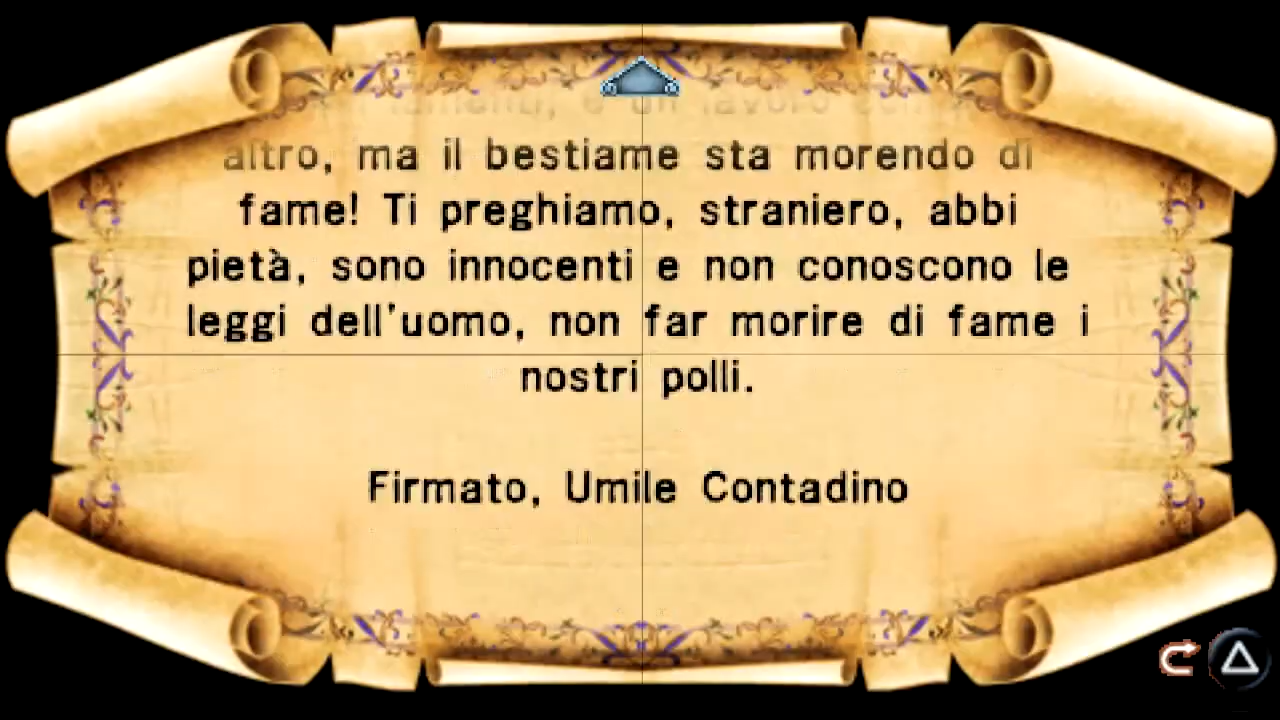 altro, ma il bestiame sta morendo di
fame! Ti preghiamo, straniero, abbi
pietà, sono innocenti e non conoscono le
leggi dell'uomo, non far morire di fame i
nostri polli.
Firmato, Umile Contadino